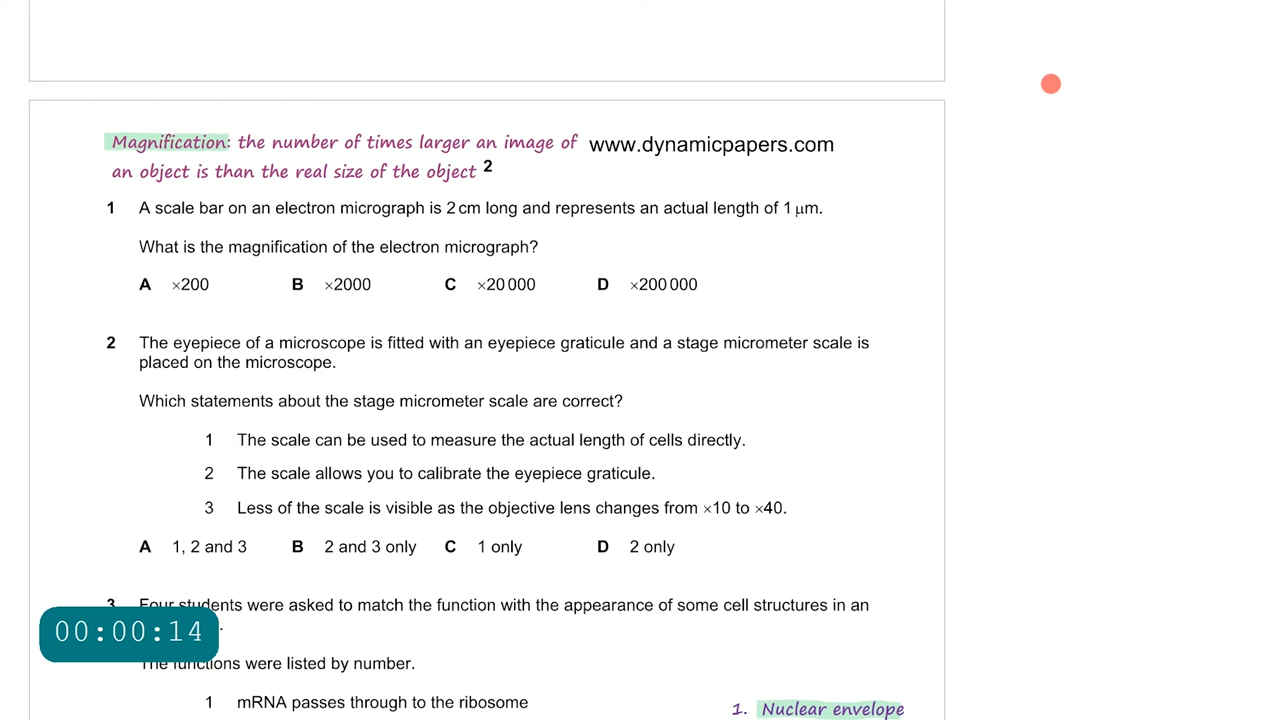 Magnification: the number of times larger an image of www.dynamicpapers.com
an object is than the real size of the object 2
1 A scale bar on an electron micrograph is 2 cm long and represents an actual length of 1 μm.
What is the magnification of the electron micrograph?
A ×200 B ×2000 C ×20 000 D ×200 000
2 The eyepiece of a microscope is fitted with an eyepiece graticule and a stage micrometer scale is
placed on the microscope.
Which statements about the stage micrometer scale are correct?
1 The scale can be used to measure the actual length of cells directly.
2 The scale allows you to calibrate the eyepiece graticule.
3 Less of the scale is visible as the objective lens changes from ×10 to ×40.
A 1, 2 and 3 B 2 and 3 only C 1 only D 2 only
3 Four students were asked to match the function with the appearance of some cell structures in an
00:00:14
The functions were listed by number.
1 mRNA passes through to the ribosome
1. Nuclear envelope